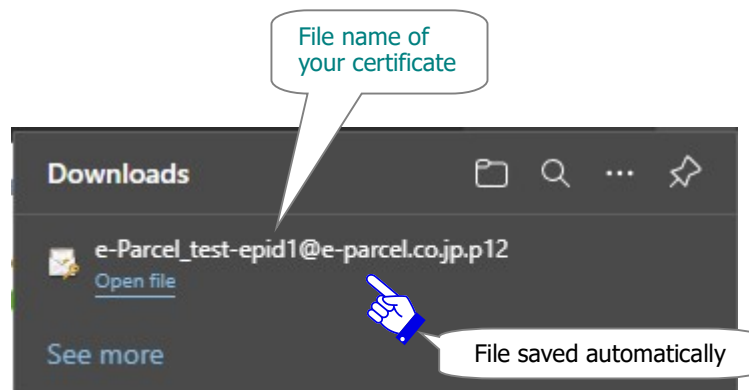 File name of
your certificate
Downloads
e-Parcel_test-epid1@e-parcel.co.jp.p12
Open file
See more
File saved automatically